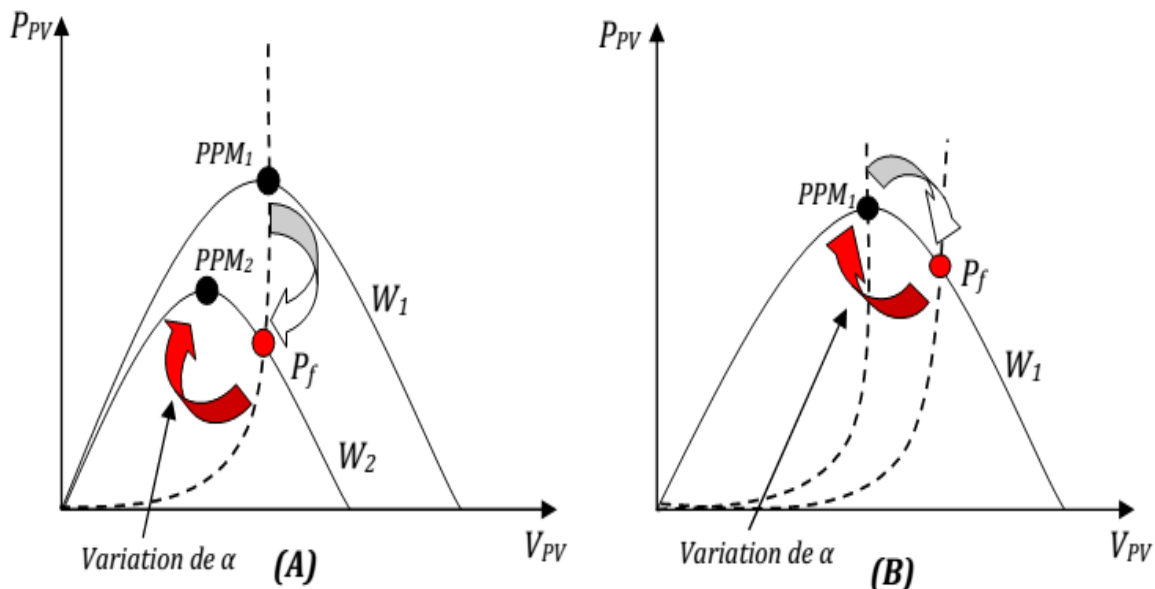 P_PV
PPM_1
PPM_2
W_1
P_f
W_2
V_PV
Variation de α
(A)
P_PV
PPM_1
P_f
W_1
V_PV
Variation de α
(B)